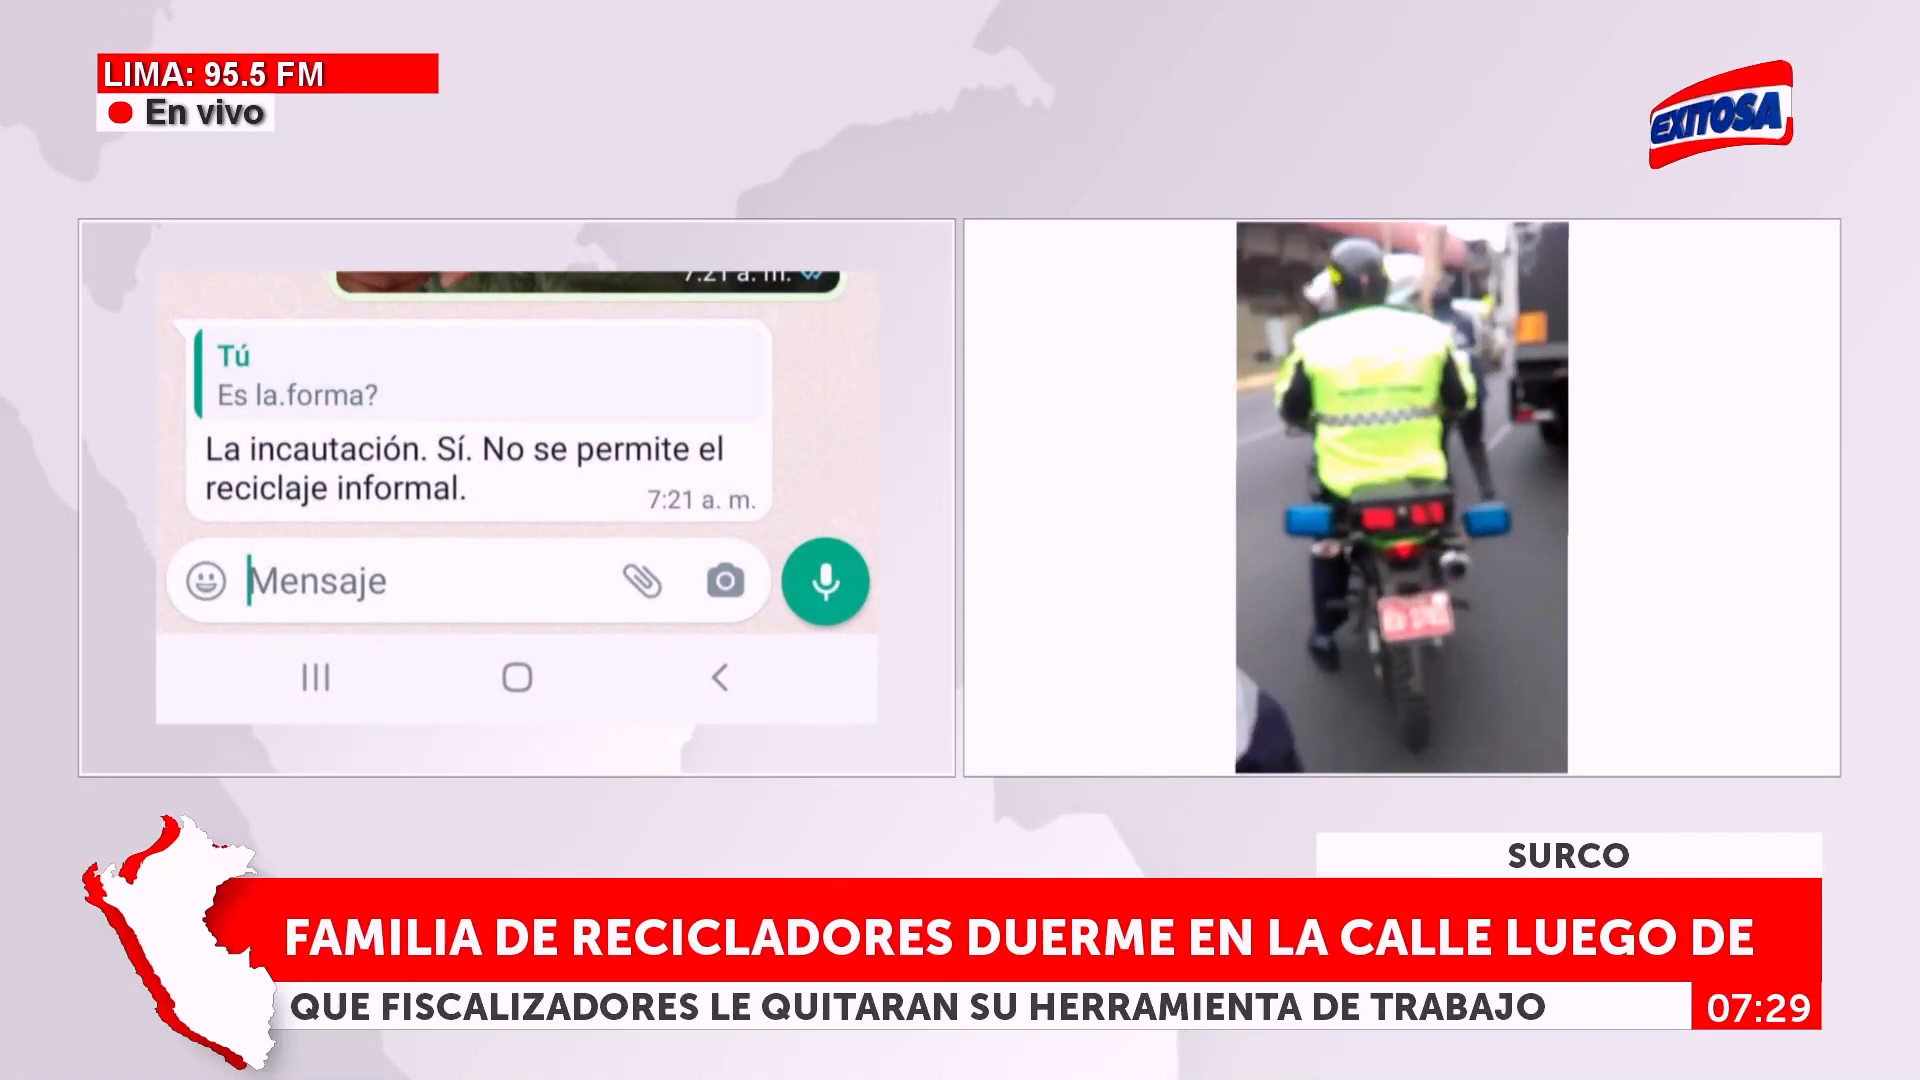 LIMA: 95.5 FM
En vivo
EXITOSA
7:21 a. m.
Tú
Es la.forma?
La incautación. Sí. No se permite el
reciclaje informal.
7:21 a. m.
Mensaje
SURCO
FAMILIA DE RECICLADORES DUERME EN LA CALLE LUEGO DE
QUE FISCALIZADORES LE QUITARAN SU HERRAMIENTA DE TRABAJO
07:29